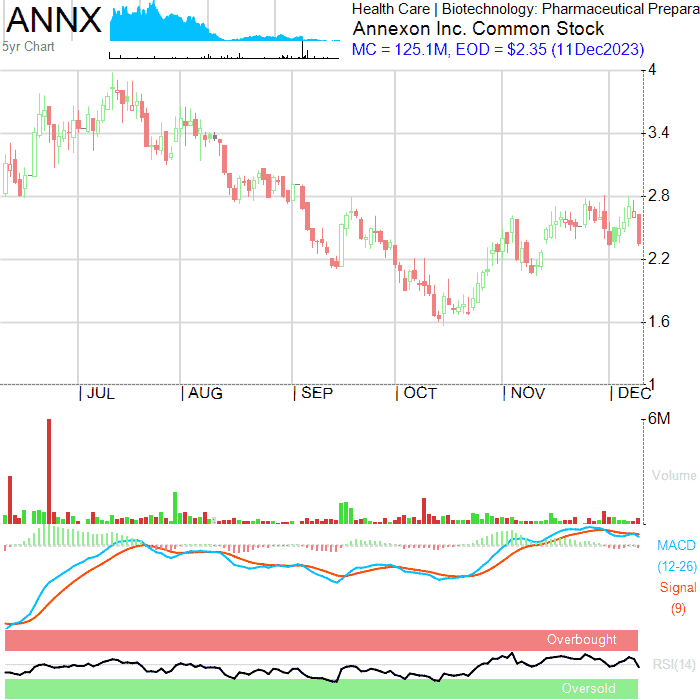 ANNX
5yr Chart
Health Care | Biotechnology: Pharmaceutical Prepara
Annexon Inc. Common Stock
MC = 125.1M, EOD = $2.35 (11Dec2023)
4
3.4
2.8
2.2
1.6
1
JUL AUG SEP OCT NOV DEC
6M
Volume
MACD
(12-26)
Signal
(9)
Overbought
RSI(14)
Oversold